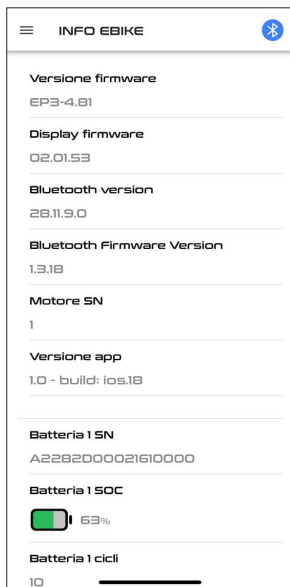 INFO EBIKE
Versione firmware
EP3-4.81
Display firmware
02.01.53
Bluetooth version
28.11.9.0
Bluetooth Firmware Version
1.3.18
Motore SN
1
Versione app
1.0 - build: ios.18
Batteria 1 SN
A2282D00021610000
Batteria 1 SOC
63%
Batteria 1 cicli
10